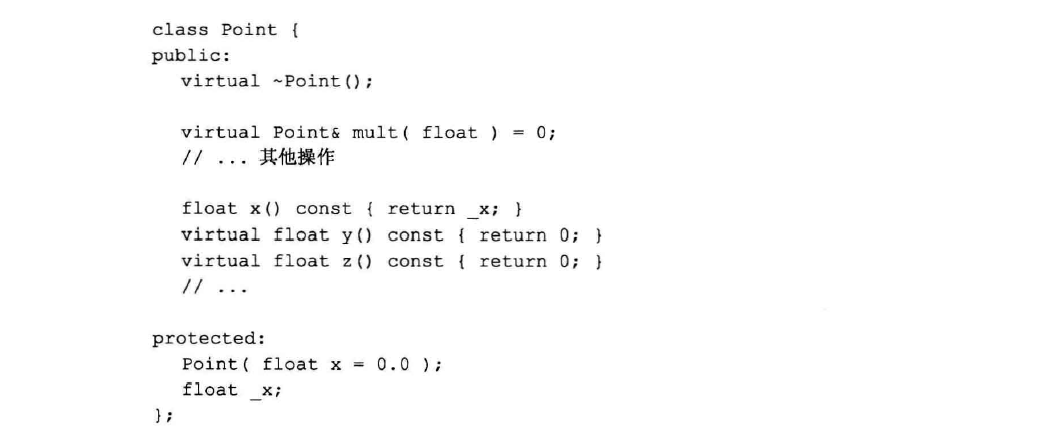 class Point {
public:
virtual ~Point();
virtual Point& mult( float ) = 0;
// ... 其他操作
float x() const { return _x; }
virtual float y() const { return 0; }
virtual float z() const { return 0; }
// ...
protected:
Point( float x = 0.0 );
float _x;
};